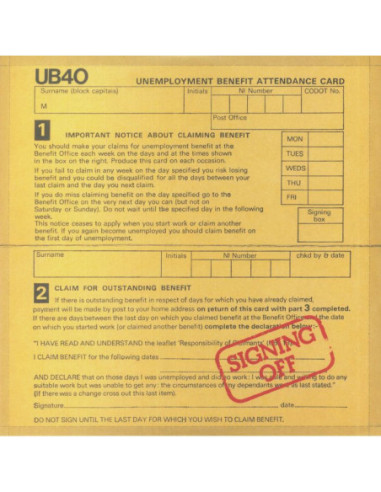 UB40 UNEMPLOYMENT BENEFIT ATTENDANCE CARD
Surname (block capitals) Initials NI Number CODOT No.
M
Post Office
1 IMPORTANT NOTICE ABOUT CLAIMING BENEFIT
You should make your claims for unemployment benefit at the
Benefit Office each week on the days and at the times shown
in the box on the right. Produce this card on each occasion.
If you fail to claim in any week on the day specified you risk losing
benefit and you could be disqualified for all the days between your
last claim and the day you next claim.
If you do miss claiming on the day specified go to the
Benefit Office on the very next day you can (but not on
Saturday or Sunday). Do not wait until the specified day in the following
week.
This notice ceases to apply when you start work or claim another
benefit. If you again become unemployed you should claim benefit on
the first day of unemployment.
MON
TUES
WEDS
THU
FRI
Signing
box
Surname Initials NI Number chkd by & date
2 CLAIM FOR OUTSTANDING BENEFIT
If there is outstanding benefit in respect of days for which you have already claimed,
payment will be made by post to your home address on return of this card with part 3 completed.
If there are days between the last day on which you claimed benefit at the Benefit Office and the date
on which you started work (or claimed another benefit) complete the declaration below:-
"I HAVE READ AND UNDERSTAND the leaflet 'Responsibility of Claimants'
I CLAIM BENEFIT for the following dates
AND DECLARE that on those days I was unemployed and did no work: I was able and willing to do any
suitable work but was unable to get any: the circumstances of my dependants were as last stated."
(If there was a change cross out this last item).
Signature date
DO NOT SIGN UNTIL THE LAST DAY FOR WHICH YOU WISH TO CLAIM BENEFIT.
SIGNING
OFF